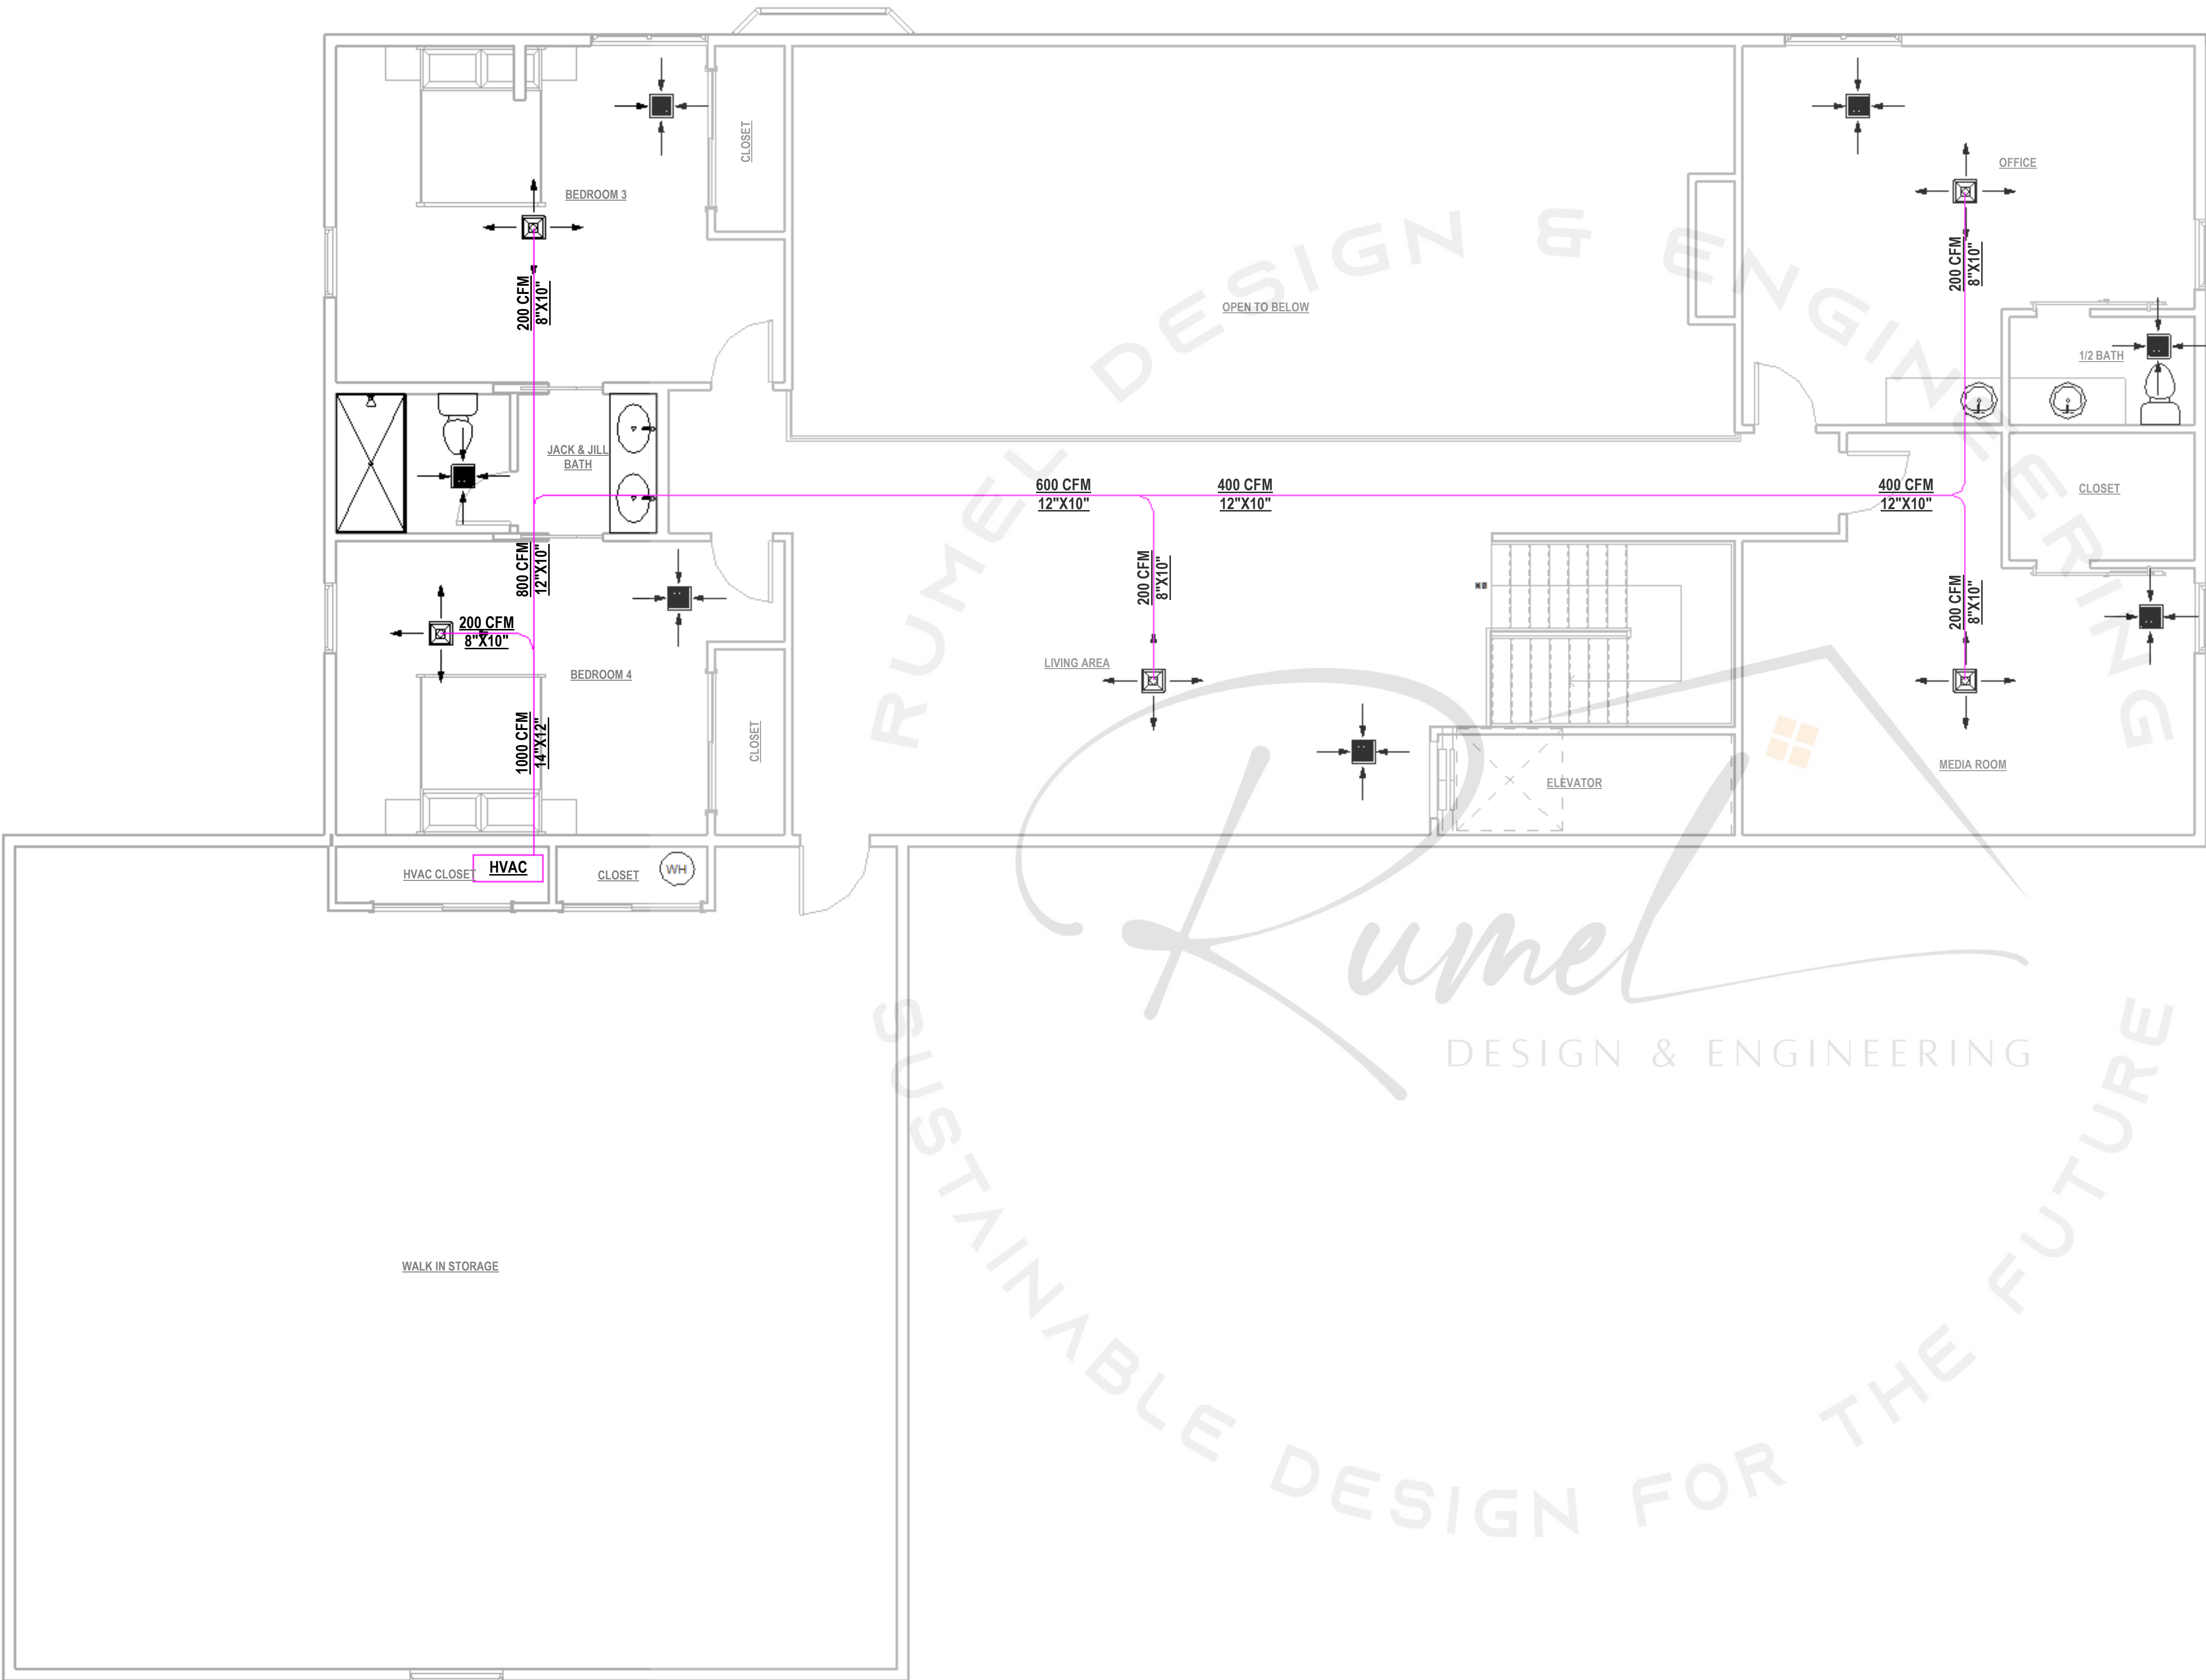 BEDROOM 3
CLOSET
OFFICE
200 CFM
8"X10"
200 CFM
8"X10"
OPEN TO BELOW
1/2 BATH
JACK & JILL
BATH
600 CFM
12"X10"
400 CFM
12"X10"
400 CFM
12"X10"
CLOSET
800 CFM
12"X10"
200 CFM
8"X10"
200 CFM
8"X10"
200 CFM
8"X10"
BEDROOM 4
LIVING AREA
1000 CFM
14"X12"
CLOSET
ELEVATOR
MEDIA ROOM
HVAC CLOSET
HVAC
CLOSET
WH
WALK IN STORAGE
RUMEL DESIGN & ENGINEERING
Rumel
DESIGN & ENGINEERING
SUSTAINABLE DESIGN FOR THE FUTURE